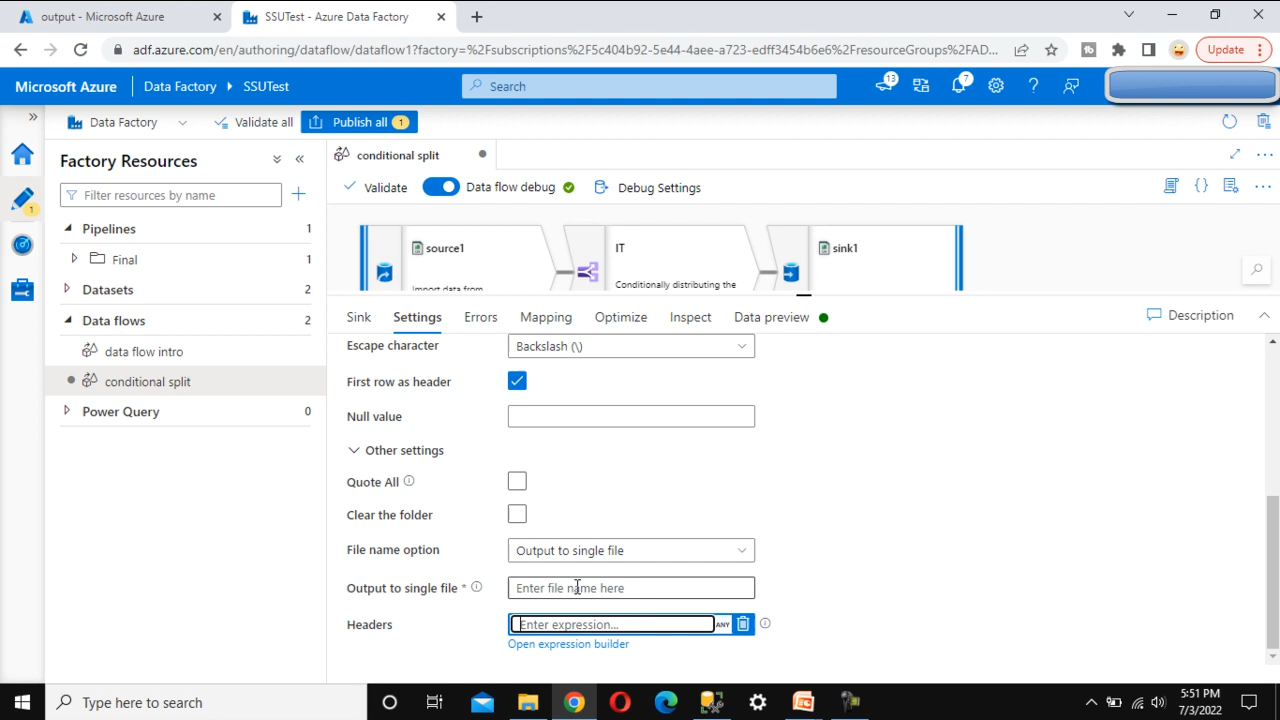 output - Microsoft Azure
SSUTest - Azure Data Factory
adf.azure.com/en/authoring/dataflow/dataflow1?factory=%2Fsubscriptions%2F5c404b92-5e44-4aee-a723-edff3454b6e6%2FresourceGroups%2FAD...
Update
Microsoft Azure
Data Factory
SSUTest
Search
13
7
Data Factory
Validate all
Publish all
1
Factory Resources
Filter resources by name
Pipelines 1
Final 1
Datasets 2
Data flows 2
data flow intro
conditional split
Power Query 0
1
conditional split
Validate
Data flow debug
Debug Settings
source1
Import data from
IT
Conditionally distributing the
sink1
Sink
Settings
Errors
Mapping
Optimize
Inspect
Data preview
Description
Escape character
Backslash (\)
First row as header
Null value
Other settings
Quote All
Clear the folder
File name option
Output to single file
Output to single file *
Enter file name here
Headers
Enter expression...
ANY
Open expression builder
Type here to search
5:51 PM
7/3/2022